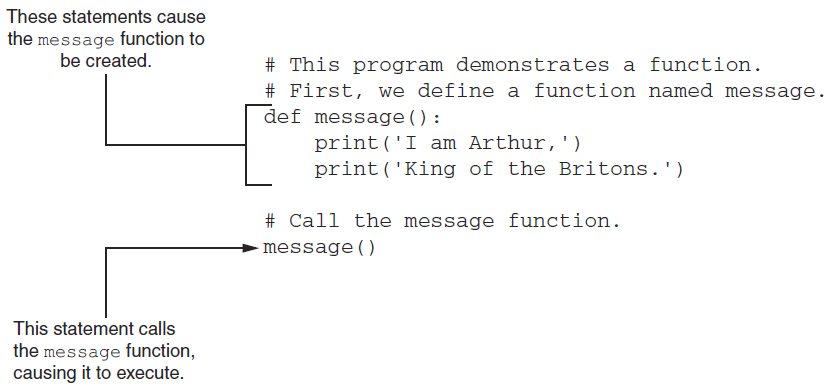 These statements cause
the message function to
be created.
# This program demonstrates a function.
# First, we define a function named message.
def message():
    print('I am Arthur,')
    print('King of the Britons.')
# Call the message function.
message()
This statement calls
the message function,
causing it to execute.